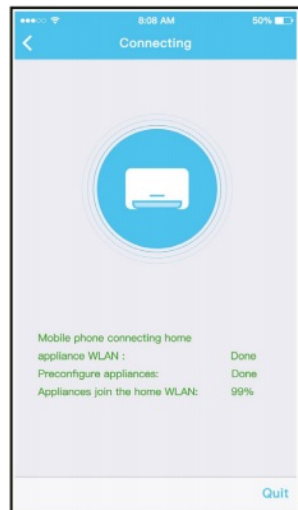 8:08 AM
50%
Connecting
Mobile phone connecting home
appliance WLAN : Done
Preconfigure appliances: Done
Appliances join the home WLAN: 99%
Quit